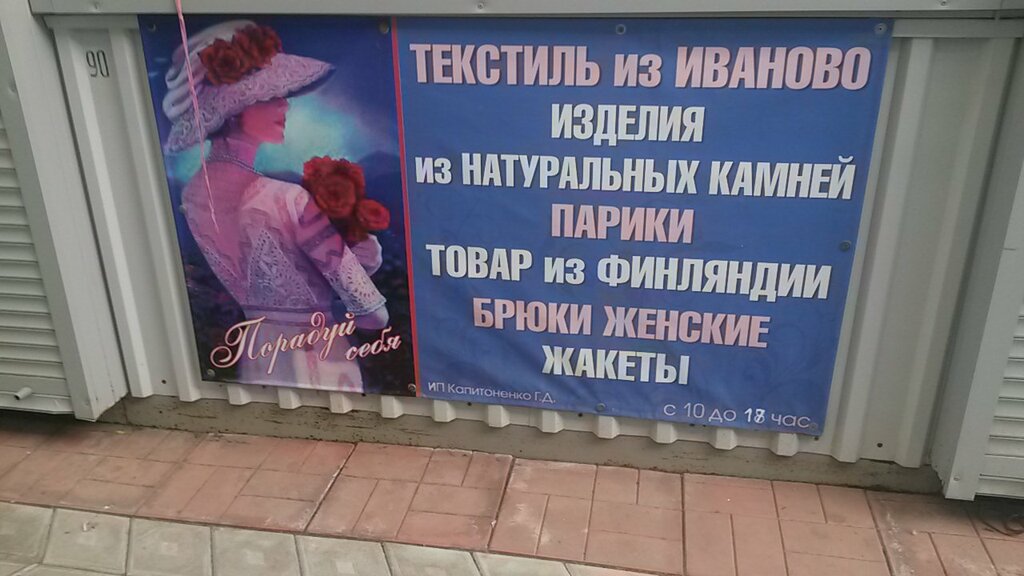 90
ТЕКСТИЛЬ из ИВАНОВО
ИЗДЕЛИЯ
из НАТУРАЛЬНЫХ КАМНЕЙ
ПАРИКИ
ТОВАР из ФИНЛЯНДИИ
БРЮКИ ЖЕНСКИЕ
ЖАКЕТЫ
Порадуй
себя
ИП Капитоненко Г.Д.
с 10 до 18 час.